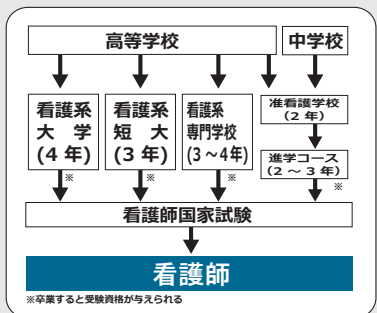 高等学校
中学校
看護系
大学
(4年)
※
看護系
短大
(3年)
※
看護系
専門学校
(3～4年)
※
准看護学校
(2年)
進学コース
(2～3年)
※
看護師国家試験
看護師
※卒業すると受験資格が与えられる